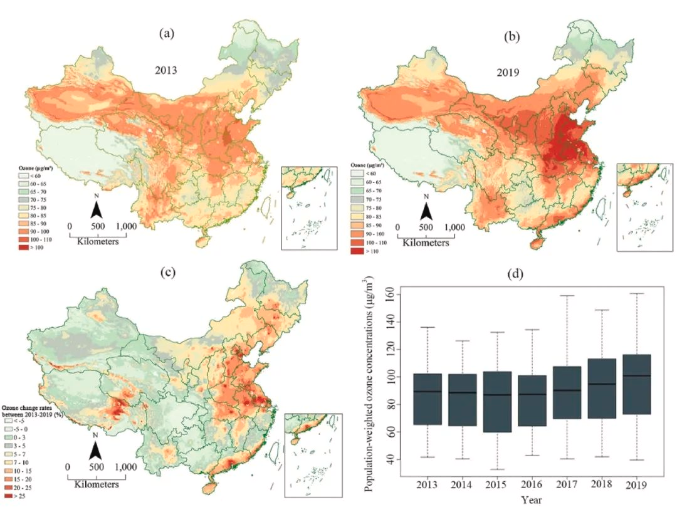 (a)
2013
Ozone (µg/m³)
< 60
60 - 65
65 - 70
70 - 75
75 - 80
80 - 85
85 - 90
90 - 100
100 - 110
N
0 500 1,000
Kilometers
(b)
2019
Ozone (µg/m³)
< 60
60 - 65
65 - 70
70 - 75
75 - 80
80 - 85
85 - 90
90 - 100
100 - 110
> 110
N
0 500 1,000
Kilometers
(c)
Ozone change rates
between 2013-2019 (%)
< -5
-5 - 0
0 - 3
3 - 5
5 - 7
7 - 10
10 - 15
15 - 20
20 - 25
> 25
N
0 500 1,000
Kilometers
(d)
Population-weighted ozone concentrations (µg/m³)
160
140
120
100
80
60
40
2013 2014 2015 2016 2017 2018 2019
Year